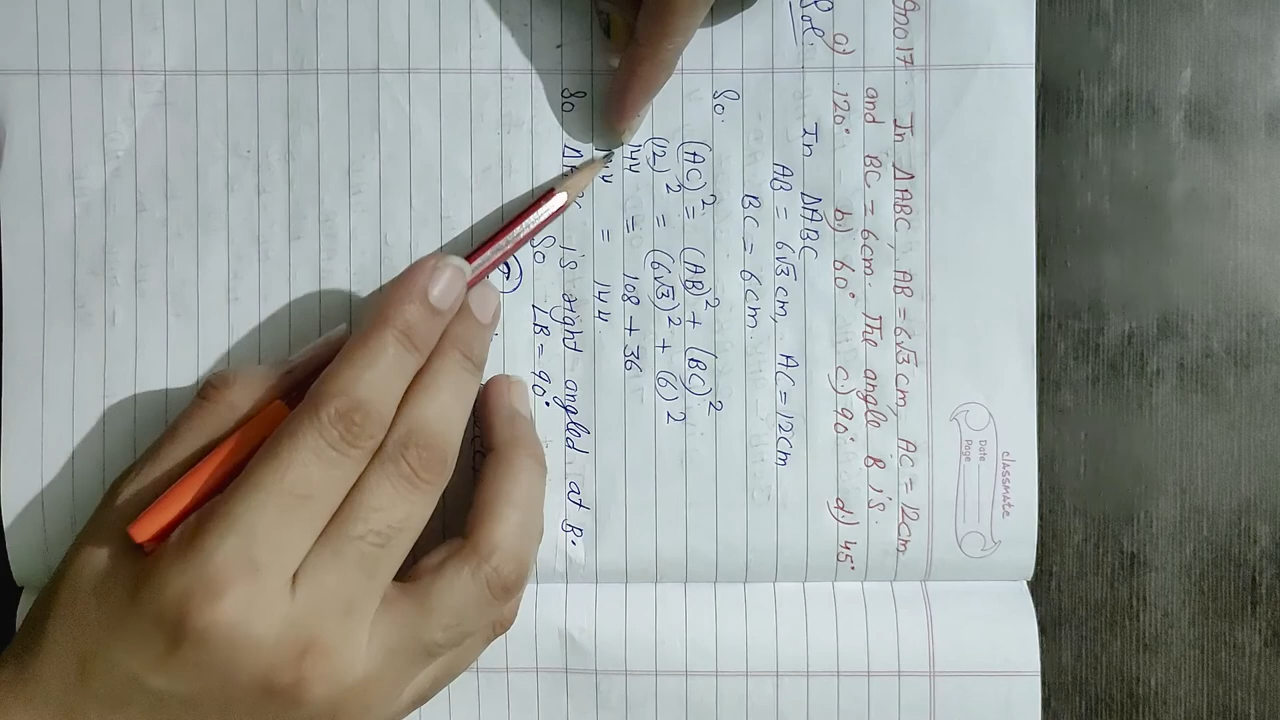 classmate
Date
Page
Qno 17. In ΔABC, AB = 6√3 cm, AC = 12cm
and BC = 6cm. The angle B is.
a) 120° b) 60° c) 90° d) 45°
Sol. In ΔABC
AB = 6√3 cm, AC = 12cm
BC = 6 cm.
So. (AC)² = (AB)² + (BC)²
(12)² = (6√3)² + (6)²
144 = 108 + 36
144 = 144.
So is right angled at B.
So ∠B = 90°